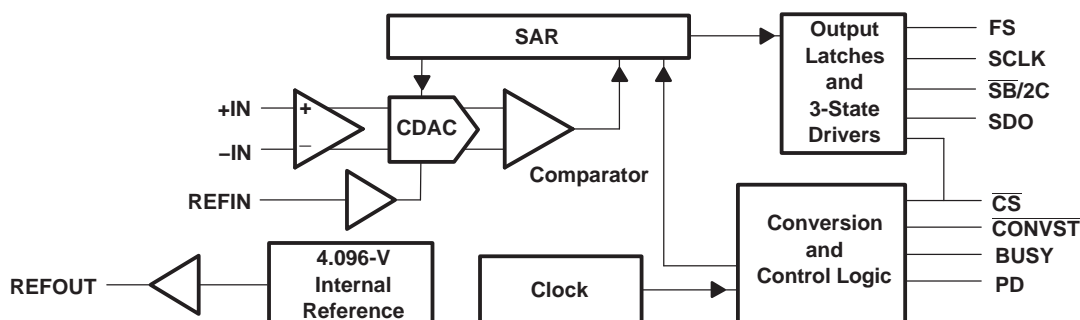 SAR
Output
Latches
and
3-State
Drivers
FS
SCLK
SB/2C
SDO
+IN
+
−IN
−
CDAC
Comparator
REFIN
CS
CONVST
BUSY
PD
Conversion
and
Control Logic
4.096-V
Internal
Reference
REFOUT
Clock